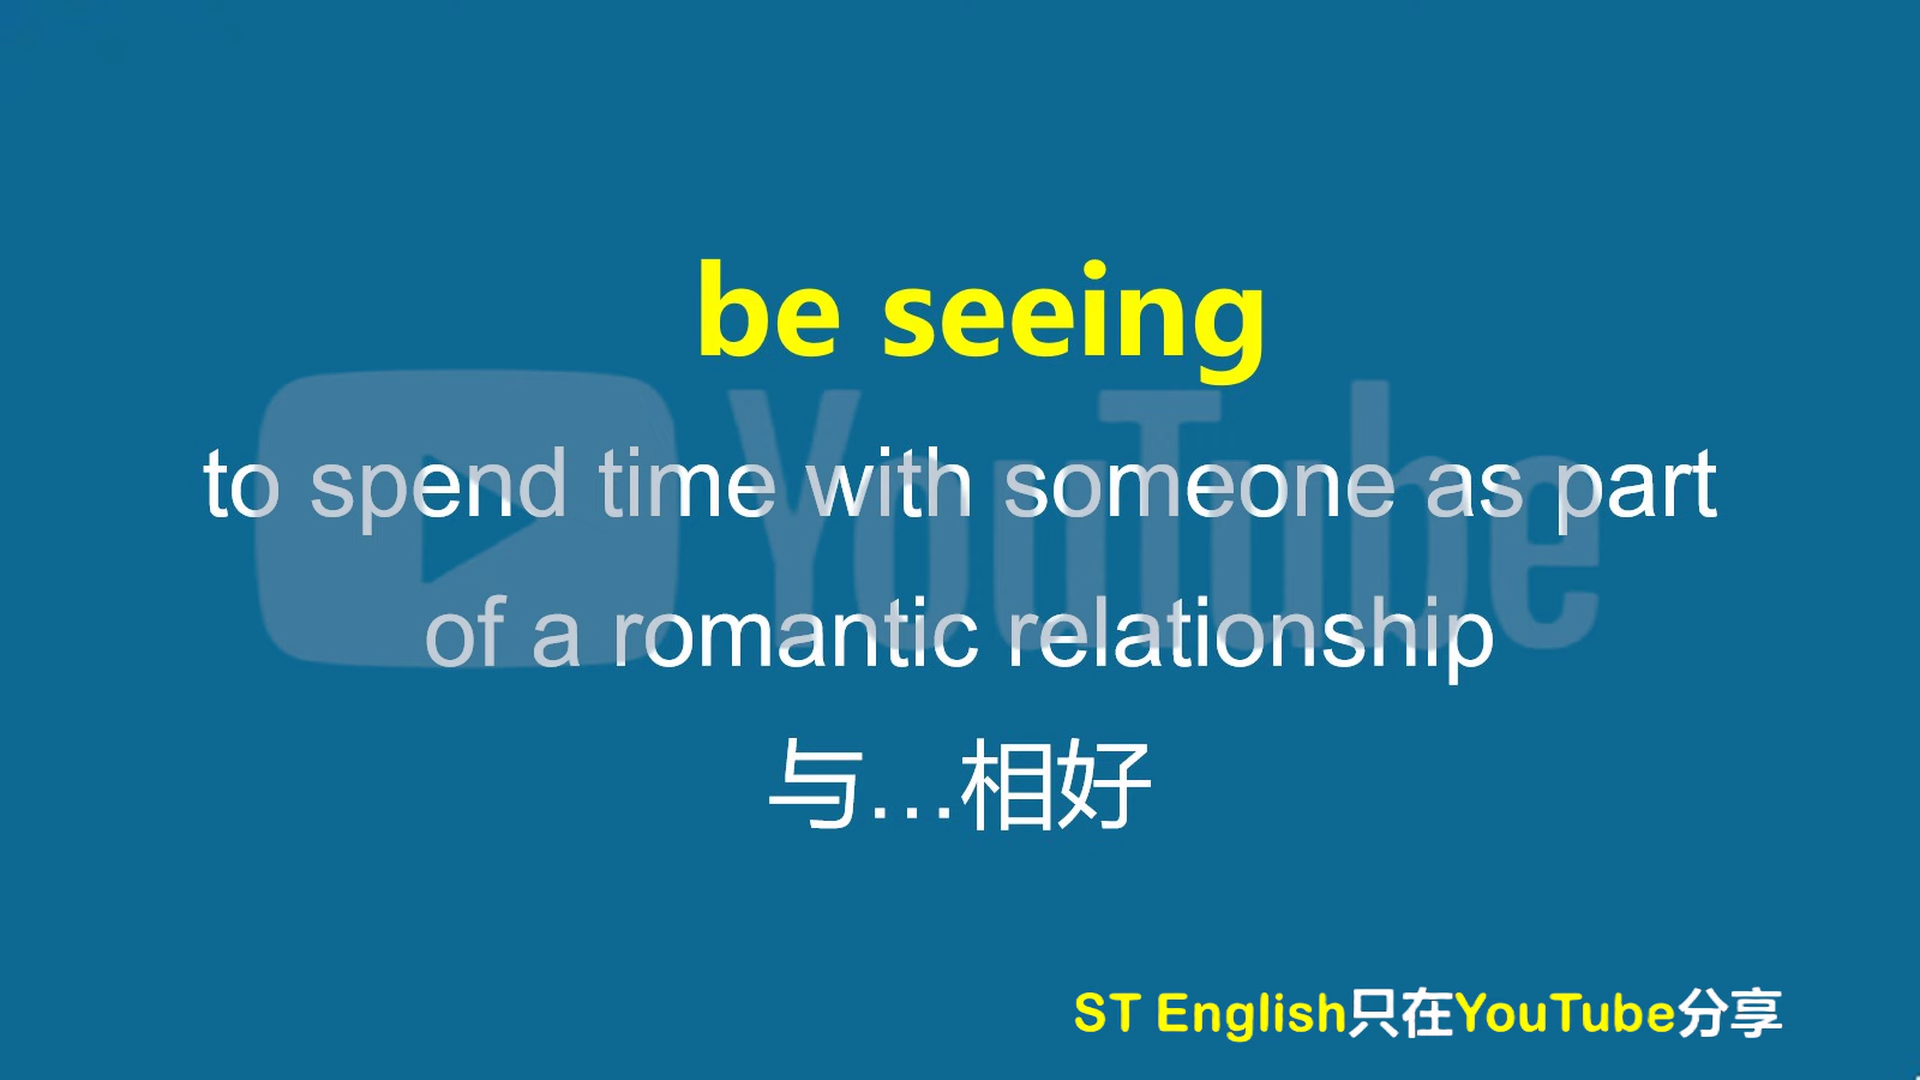 be seeing
YouTube
to spend time with someone as part
of a romantic relationship
与…相好
ST English只在YouTube分享